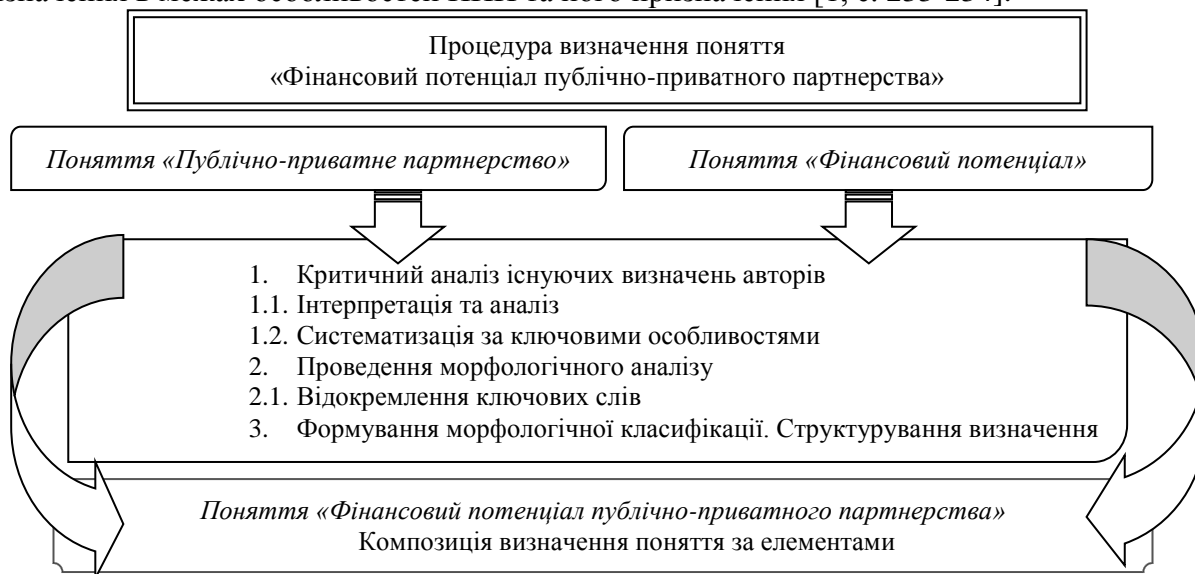 Процедура визначення поняття
«Фінансовий потенціал публічно-приватного партнерства»
Поняття «Публічно-приватне партнерство»
Поняття «Фінансовий потенціал»
1. Критичний аналіз існуючих визначень авторів
1.1. Інтерпретація та аналіз
1.2. Систематизація за ключовими особливостями
2. Проведення морфологічного аналізу
2.1. Відокремлення ключових слів
3. Формування морфологічної класифікації. Структурування визначення
Поняття «Фінансовий потенціал публічно-приватного партнерства»
Композиція визначення поняття за елементами